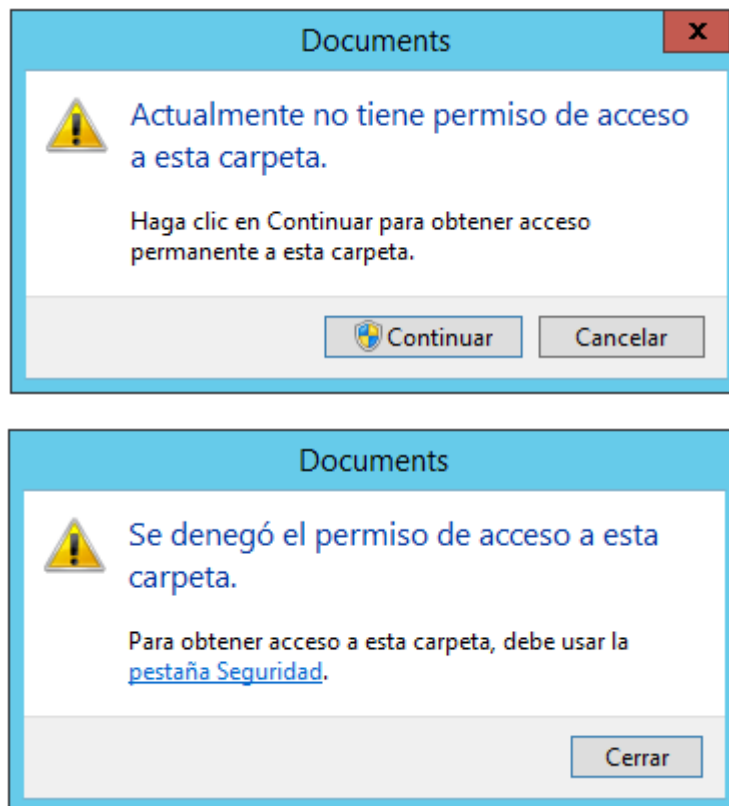 Documents
x
Actualmente no tiene permiso de acceso
a esta carpeta.
Haga clic en Continuar para obtener acceso
permanente a esta carpeta.
Continuar Cancelar
Documents
Se denegó el permiso de acceso a esta
carpeta.
Para obtener acceso a esta carpeta, debe usar la
pestaña Seguridad.
Cerrar